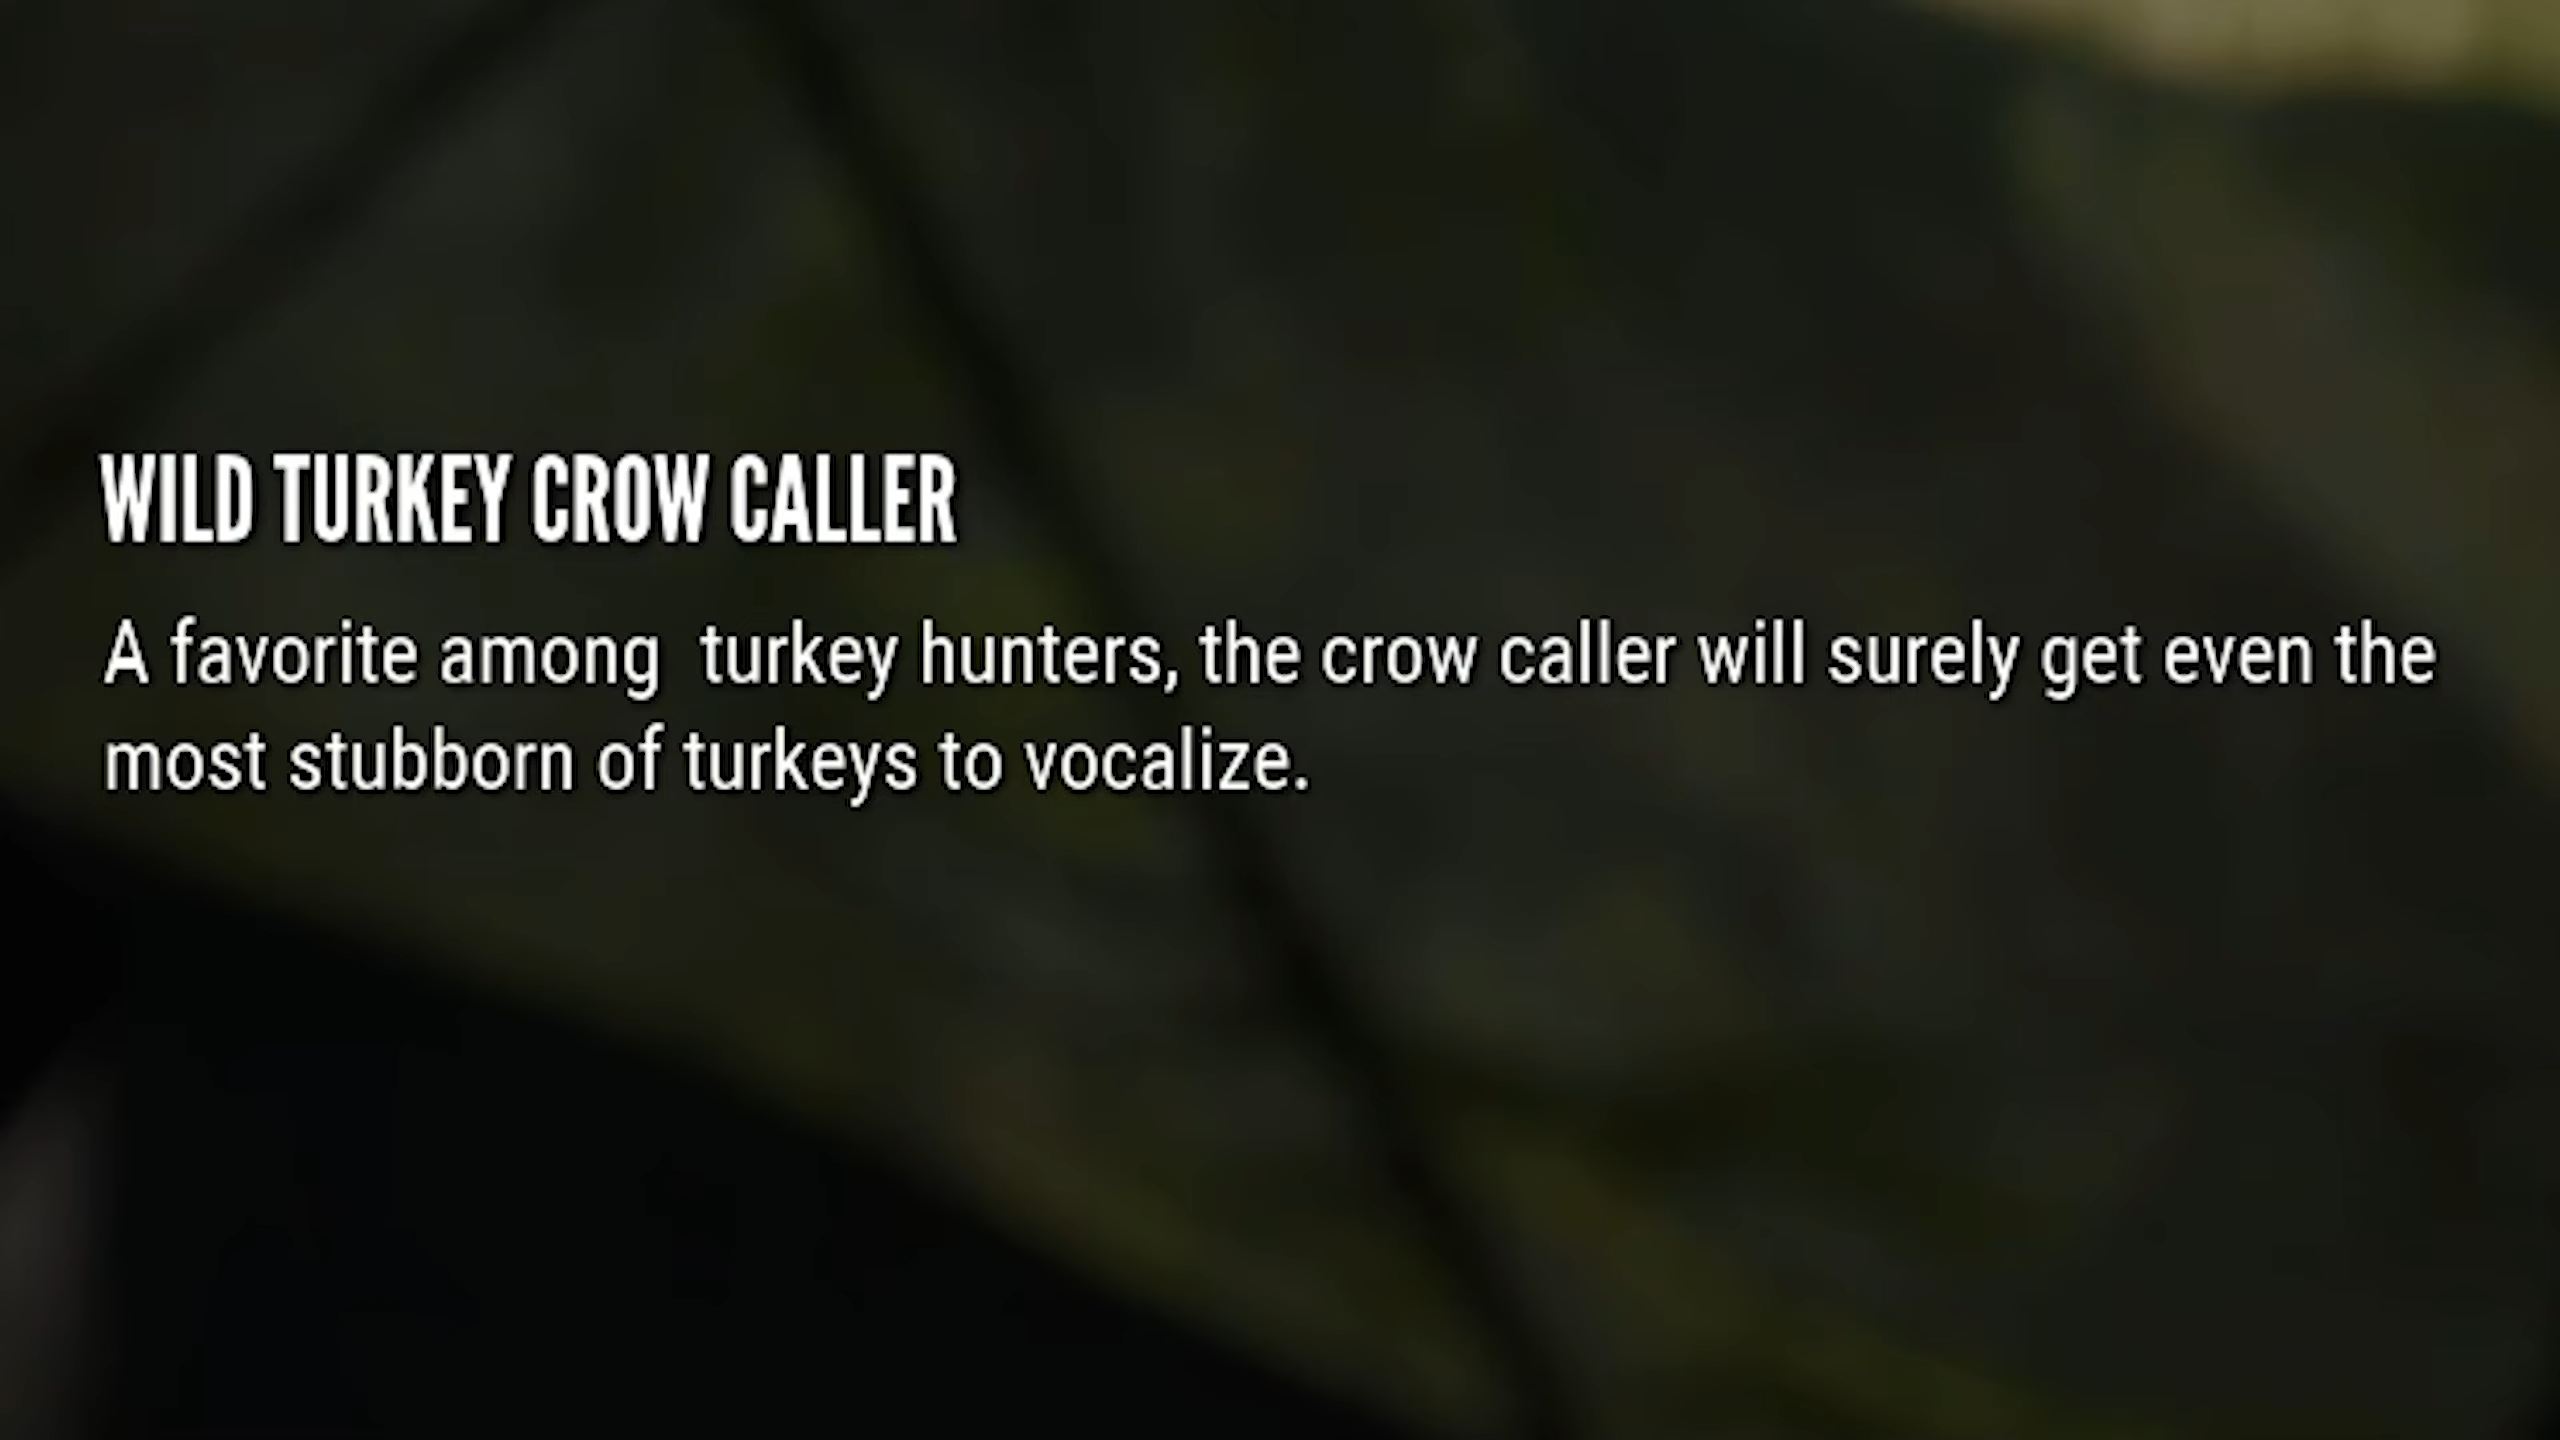 WILD TURKEY CROW CALLER
A favorite among  turkey hunters, the crow caller will surely get even the
most stubborn of turkeys to vocalize.